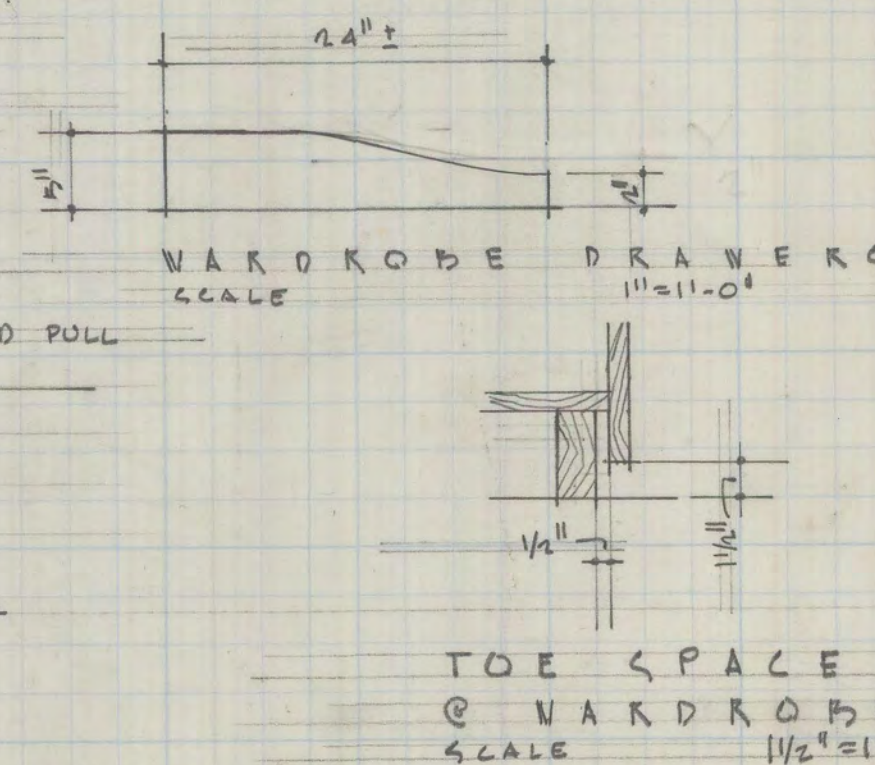 24" ±
5"
2"
WARDROBE DRAWERS
SCALE 1"=1'-0"
D PULL
1/2"
1 1/2"
TOE SPACE
@ WARDROB
SCALE 1 1/2"=1